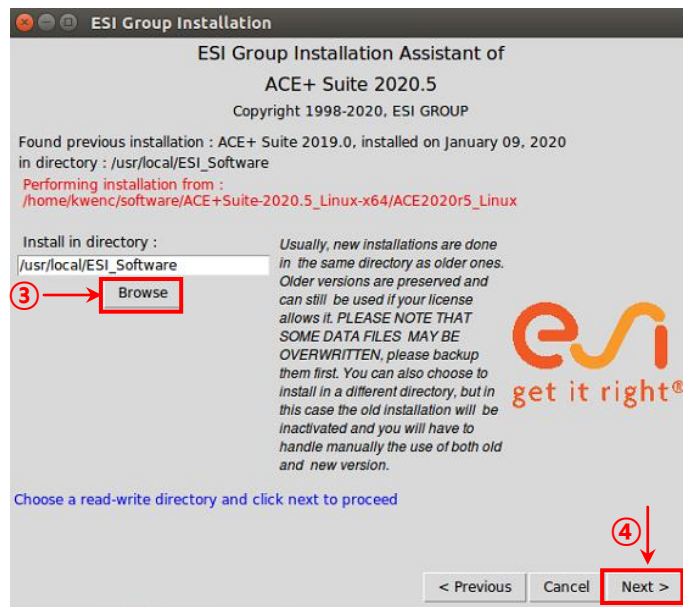 ESI Group Installation
ESI Group Installation Assistant of
ACE+ Suite 2020.5
Copyright 1998-2020, ESI GROUP
Found previous installation : ACE+ Suite 2019.0, installed on January 09, 2020
in directory : /usr/local/ESI_Software
Performing installation from :
/home/kwenc/software/ACE+Suite-2020.5_Linux-x64/ACE2020r5_Linux
Install in directory :
/usr/local/ESI_Software
③
Browse
Usually, new installations are done
in the same directory as older ones.
Older versions are preserved and
can still be used if your license
allows it. PLEASE NOTE THAT
SOME DATA FILES MAY BE
OVERWRITTEN, please backup
them first. You can also choose to
install in a different directory, but in
this case the old installation will be
inactivated and you will have to
handle manually the use of both old
and new version.
esi
get it right®
Choose a read-write directory and click next to proceed
④
< Previous
Cancel
Next >